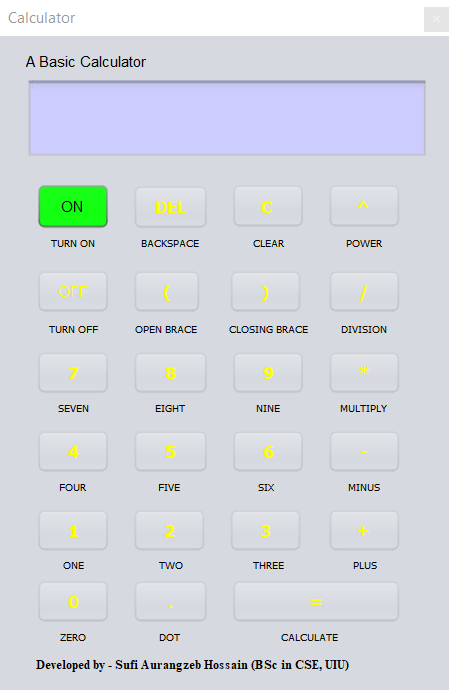 Calculator
A Basic Calculator
ON DEL C ^
TURN ON BACKSPACE CLEAR POWER
OFF ( ) /
TURN OFF OPEN BRACE CLOSING BRACE DIVISION
7 8 9 *
SEVEN EIGHT NINE MULTIPLY
4 5 6 -
FOUR FIVE SIX MINUS
1 2 3 +
ONE TWO THREE PLUS
0 . =
ZERO DOT CALCULATE
Developed by - Sufi Aurangzeb Hossain (BSc in CSE, UIU)